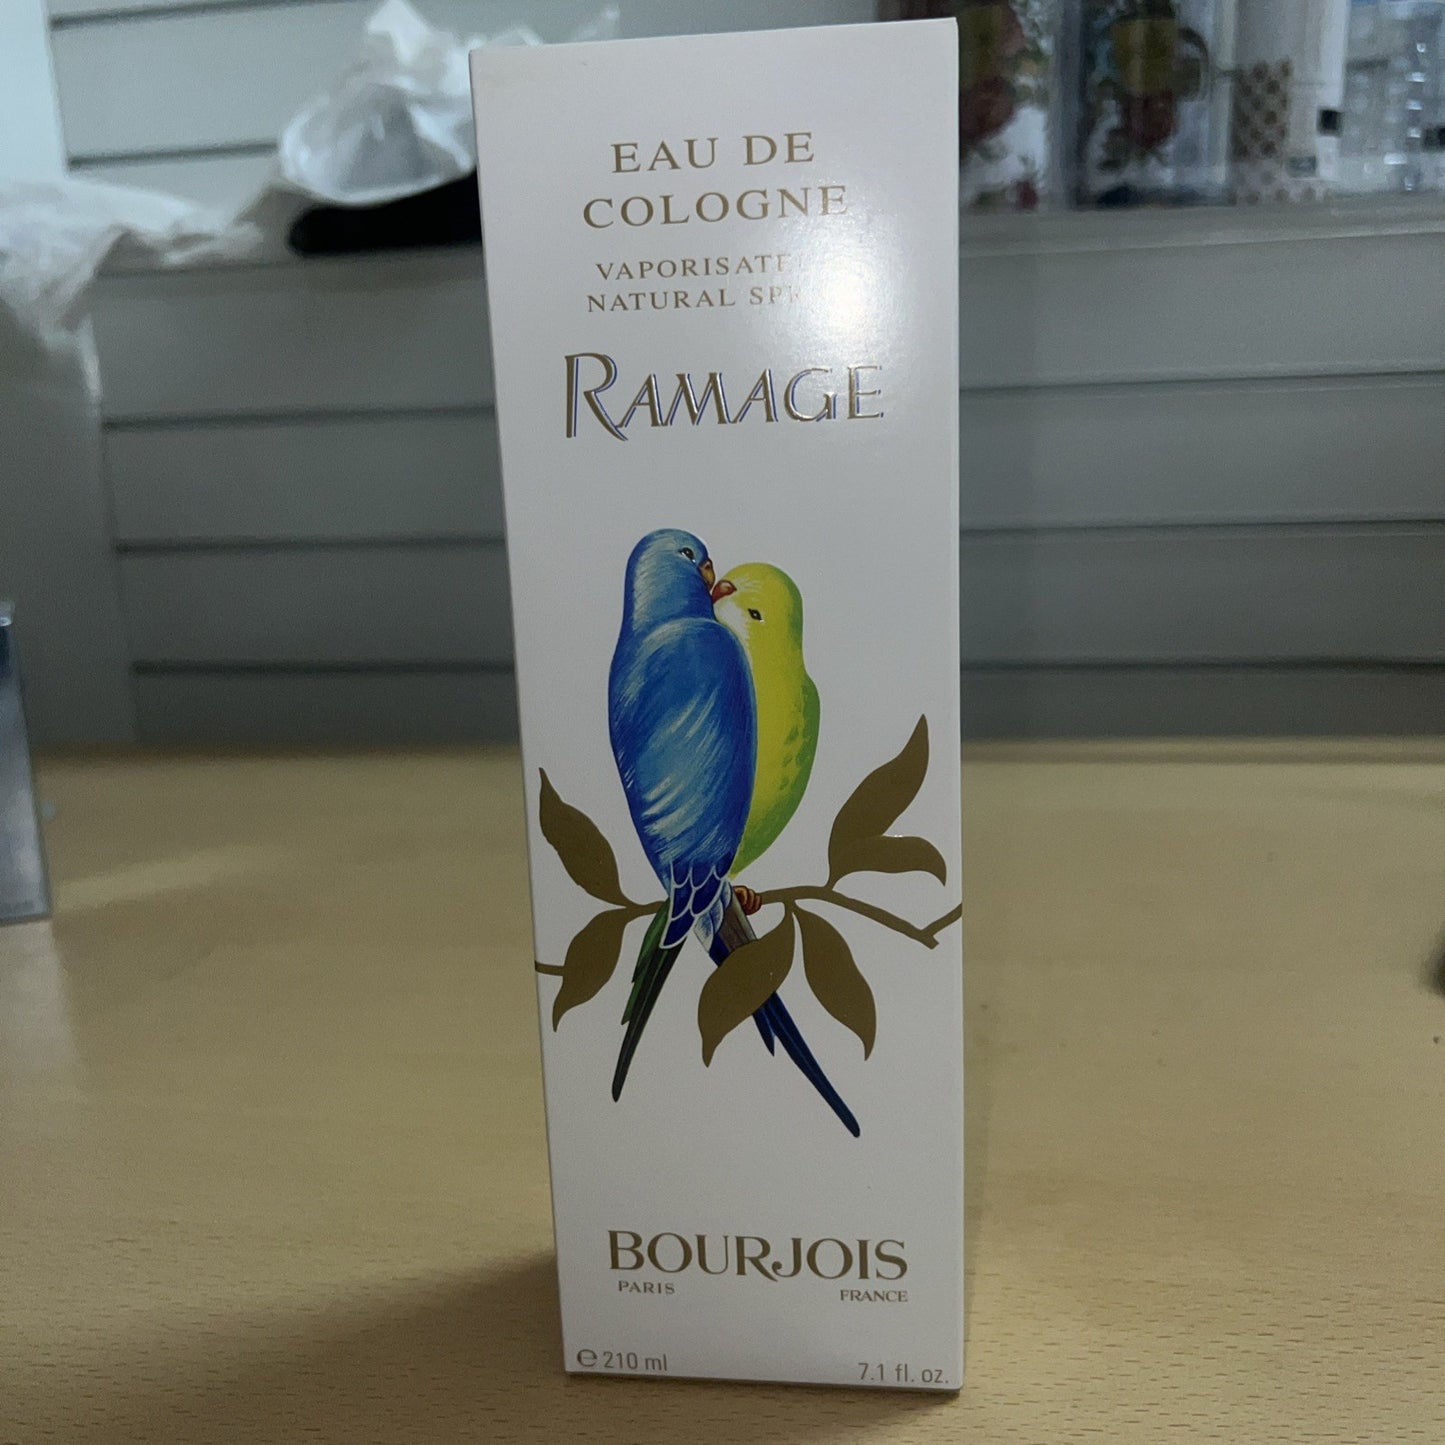 EAU DE
COLOGNE
NATURAL
RAMAGE
BOURJOIS
PARIS
FRANCE
℮ 210 ml
7.1 fl. oz.